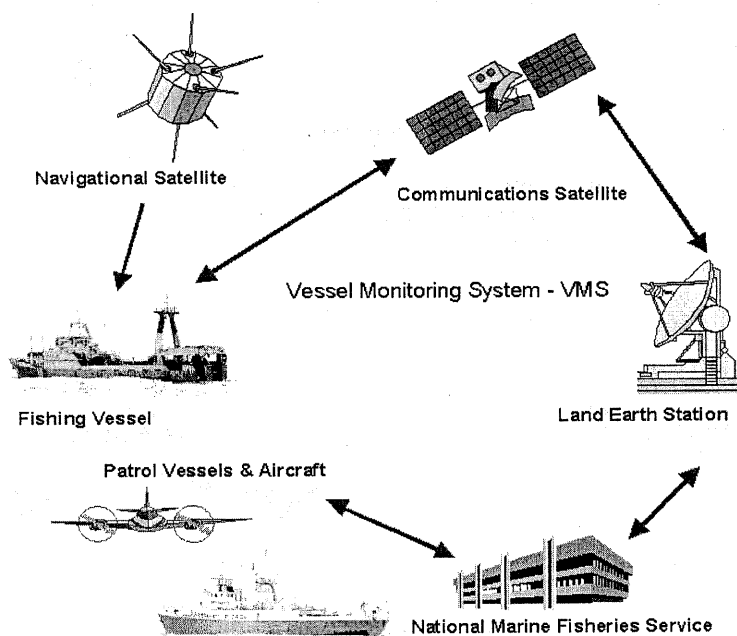 Navigational Satellite
Communications Satellite
Vessel Monitoring System - VMS
Fishing Vessel
Land Earth Station
Patrol Vessels & Aircraft
National Marine Fisheries Service